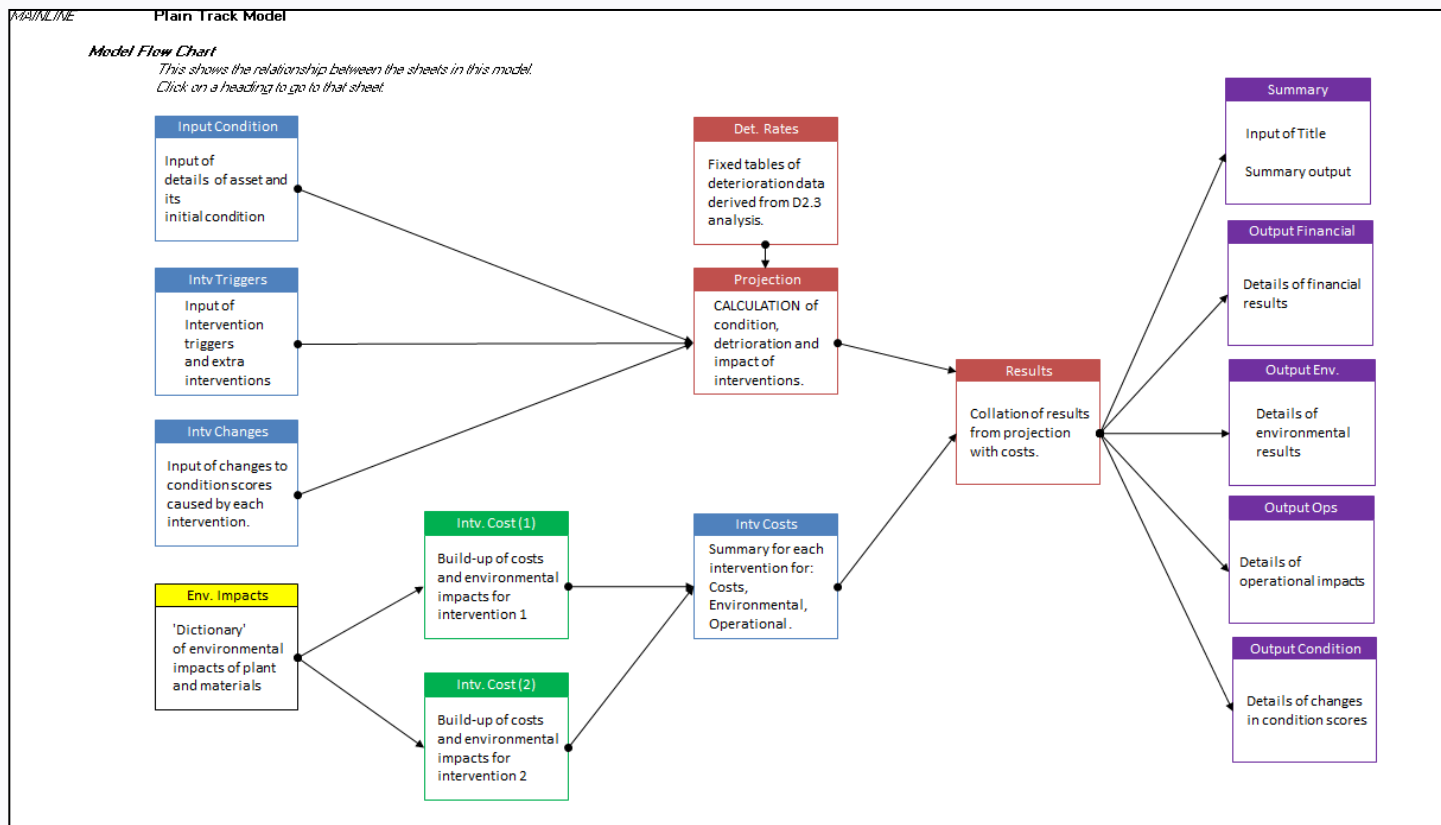 MAINLINE
Plain Track Model
Model Flow Chart
This shows the relationship between the sheets in this model.
Click on a heading to go to that sheet.
Input Condition
Input of
details of asset and
its
initial condition
Intv Triggers
Input of
Intervention
triggers
and extra
interventions
Intv Changes
Input of changes to
condition scores
caused by each
intervention.
Env. Impacts
'Dictionary'
of environmental
impacts of plant
and materials
Intv. Cost (1)
Build-up of costs
and environmental
impacts for
intervention 1
Intv. Cost (2)
Build-up of costs
and environmental
impacts for
intervention 2
Det. Rates
Fixed tables of
deterioration data
derived from D2.3
analysis.
Projection
CALCULATION of
condition,
detrioration and
impact of
interventions.
Intv Costs
Summary for each
intervention for:
Costs,
Environmental,
Operational.
Results
Collation of results
from projection
with costs.
Summary
Input of Title
Summary output
Output Financial
Details of financial
results
Output Env.
Details of
environmental
results
Output Ops
Details of
operational impacts
Output Condition
Details of changes
in condition scores